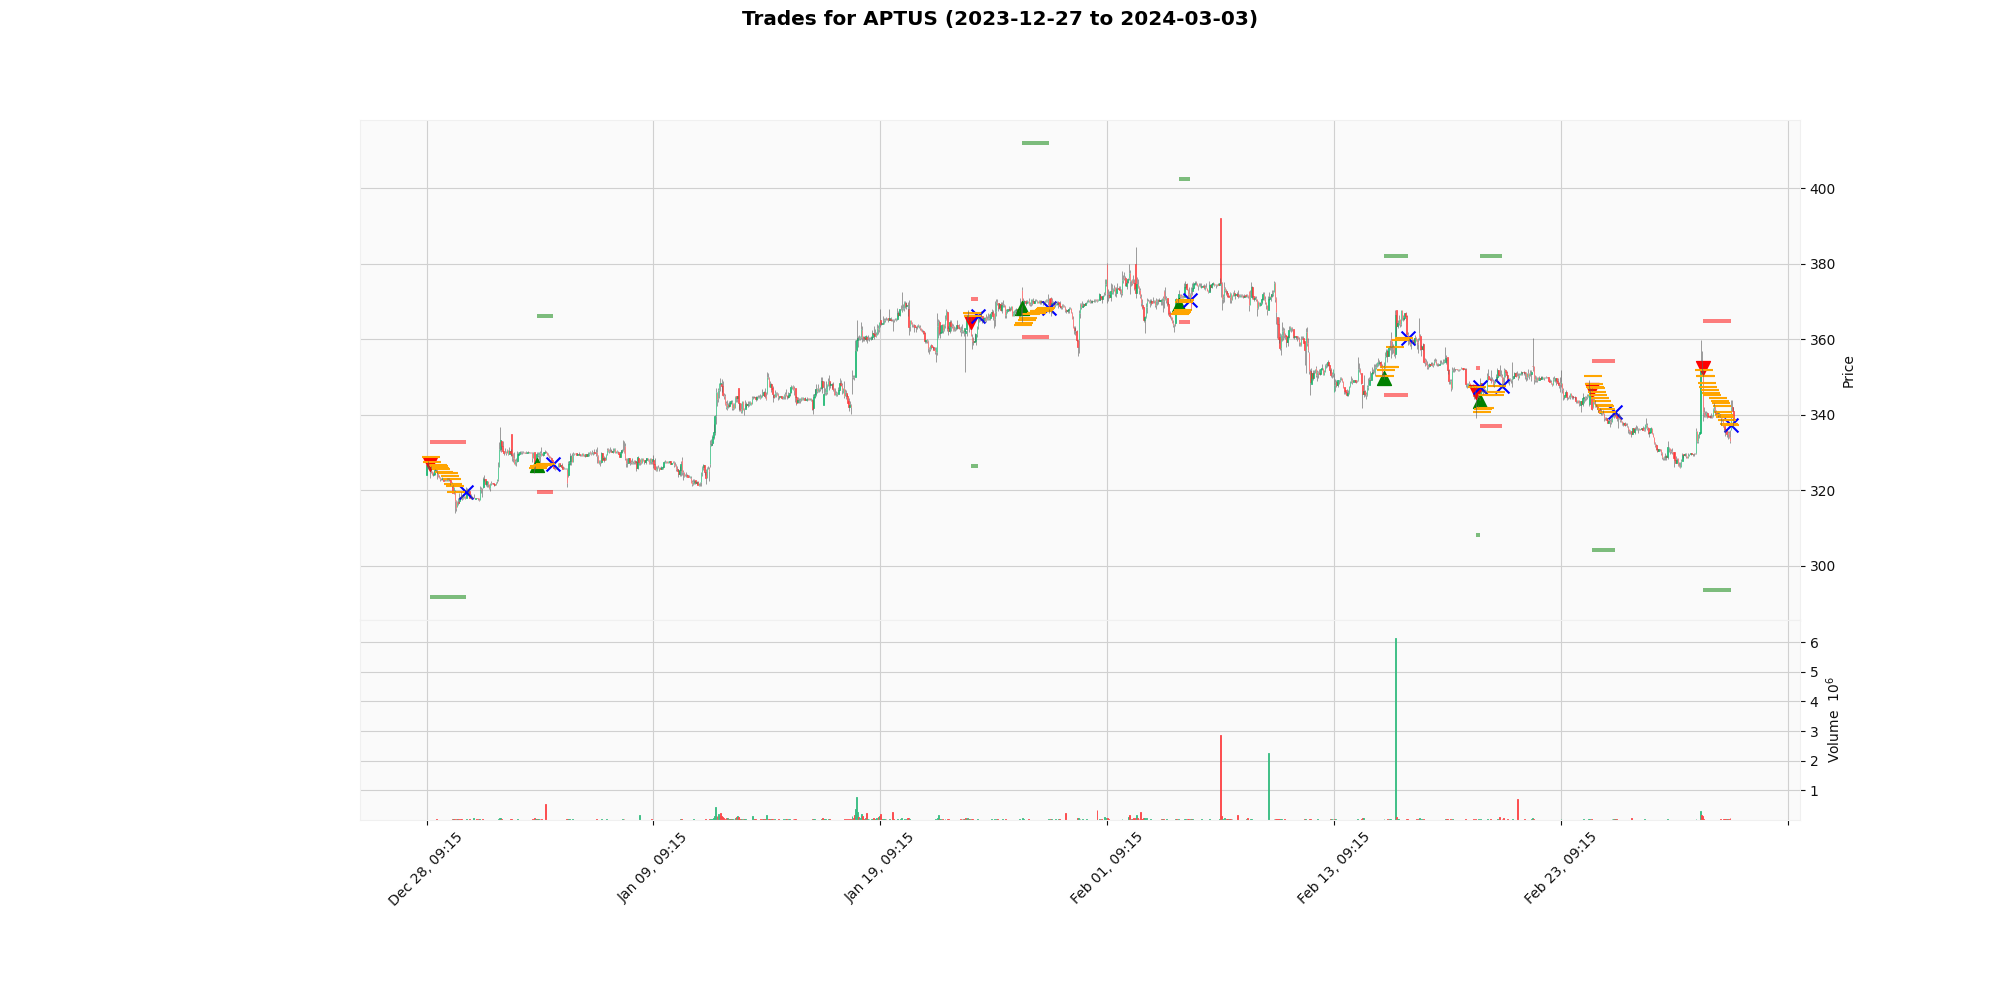 Trades for APTUS (2023-12-27 to 2024-03-03)
400
380
360
340
320
300
Price
6
5
4
3
2
1
Volume 10^6
Dec 28, 09:15
Jan 09, 09:15
Jan 19, 09:15
Feb 01, 09:15
Feb 13, 09:15
Feb 23, 09:15